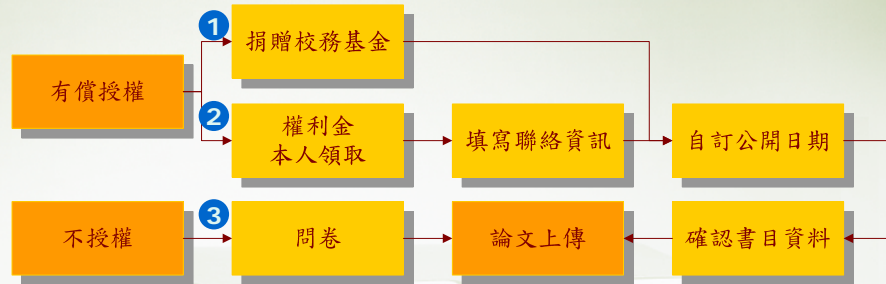 1
捐贈校務基金
有償授權
2
權利金
本人領取
填寫聯絡資訊
自訂公開日期
3
不授權
問卷
論文上傳
確認書目資料